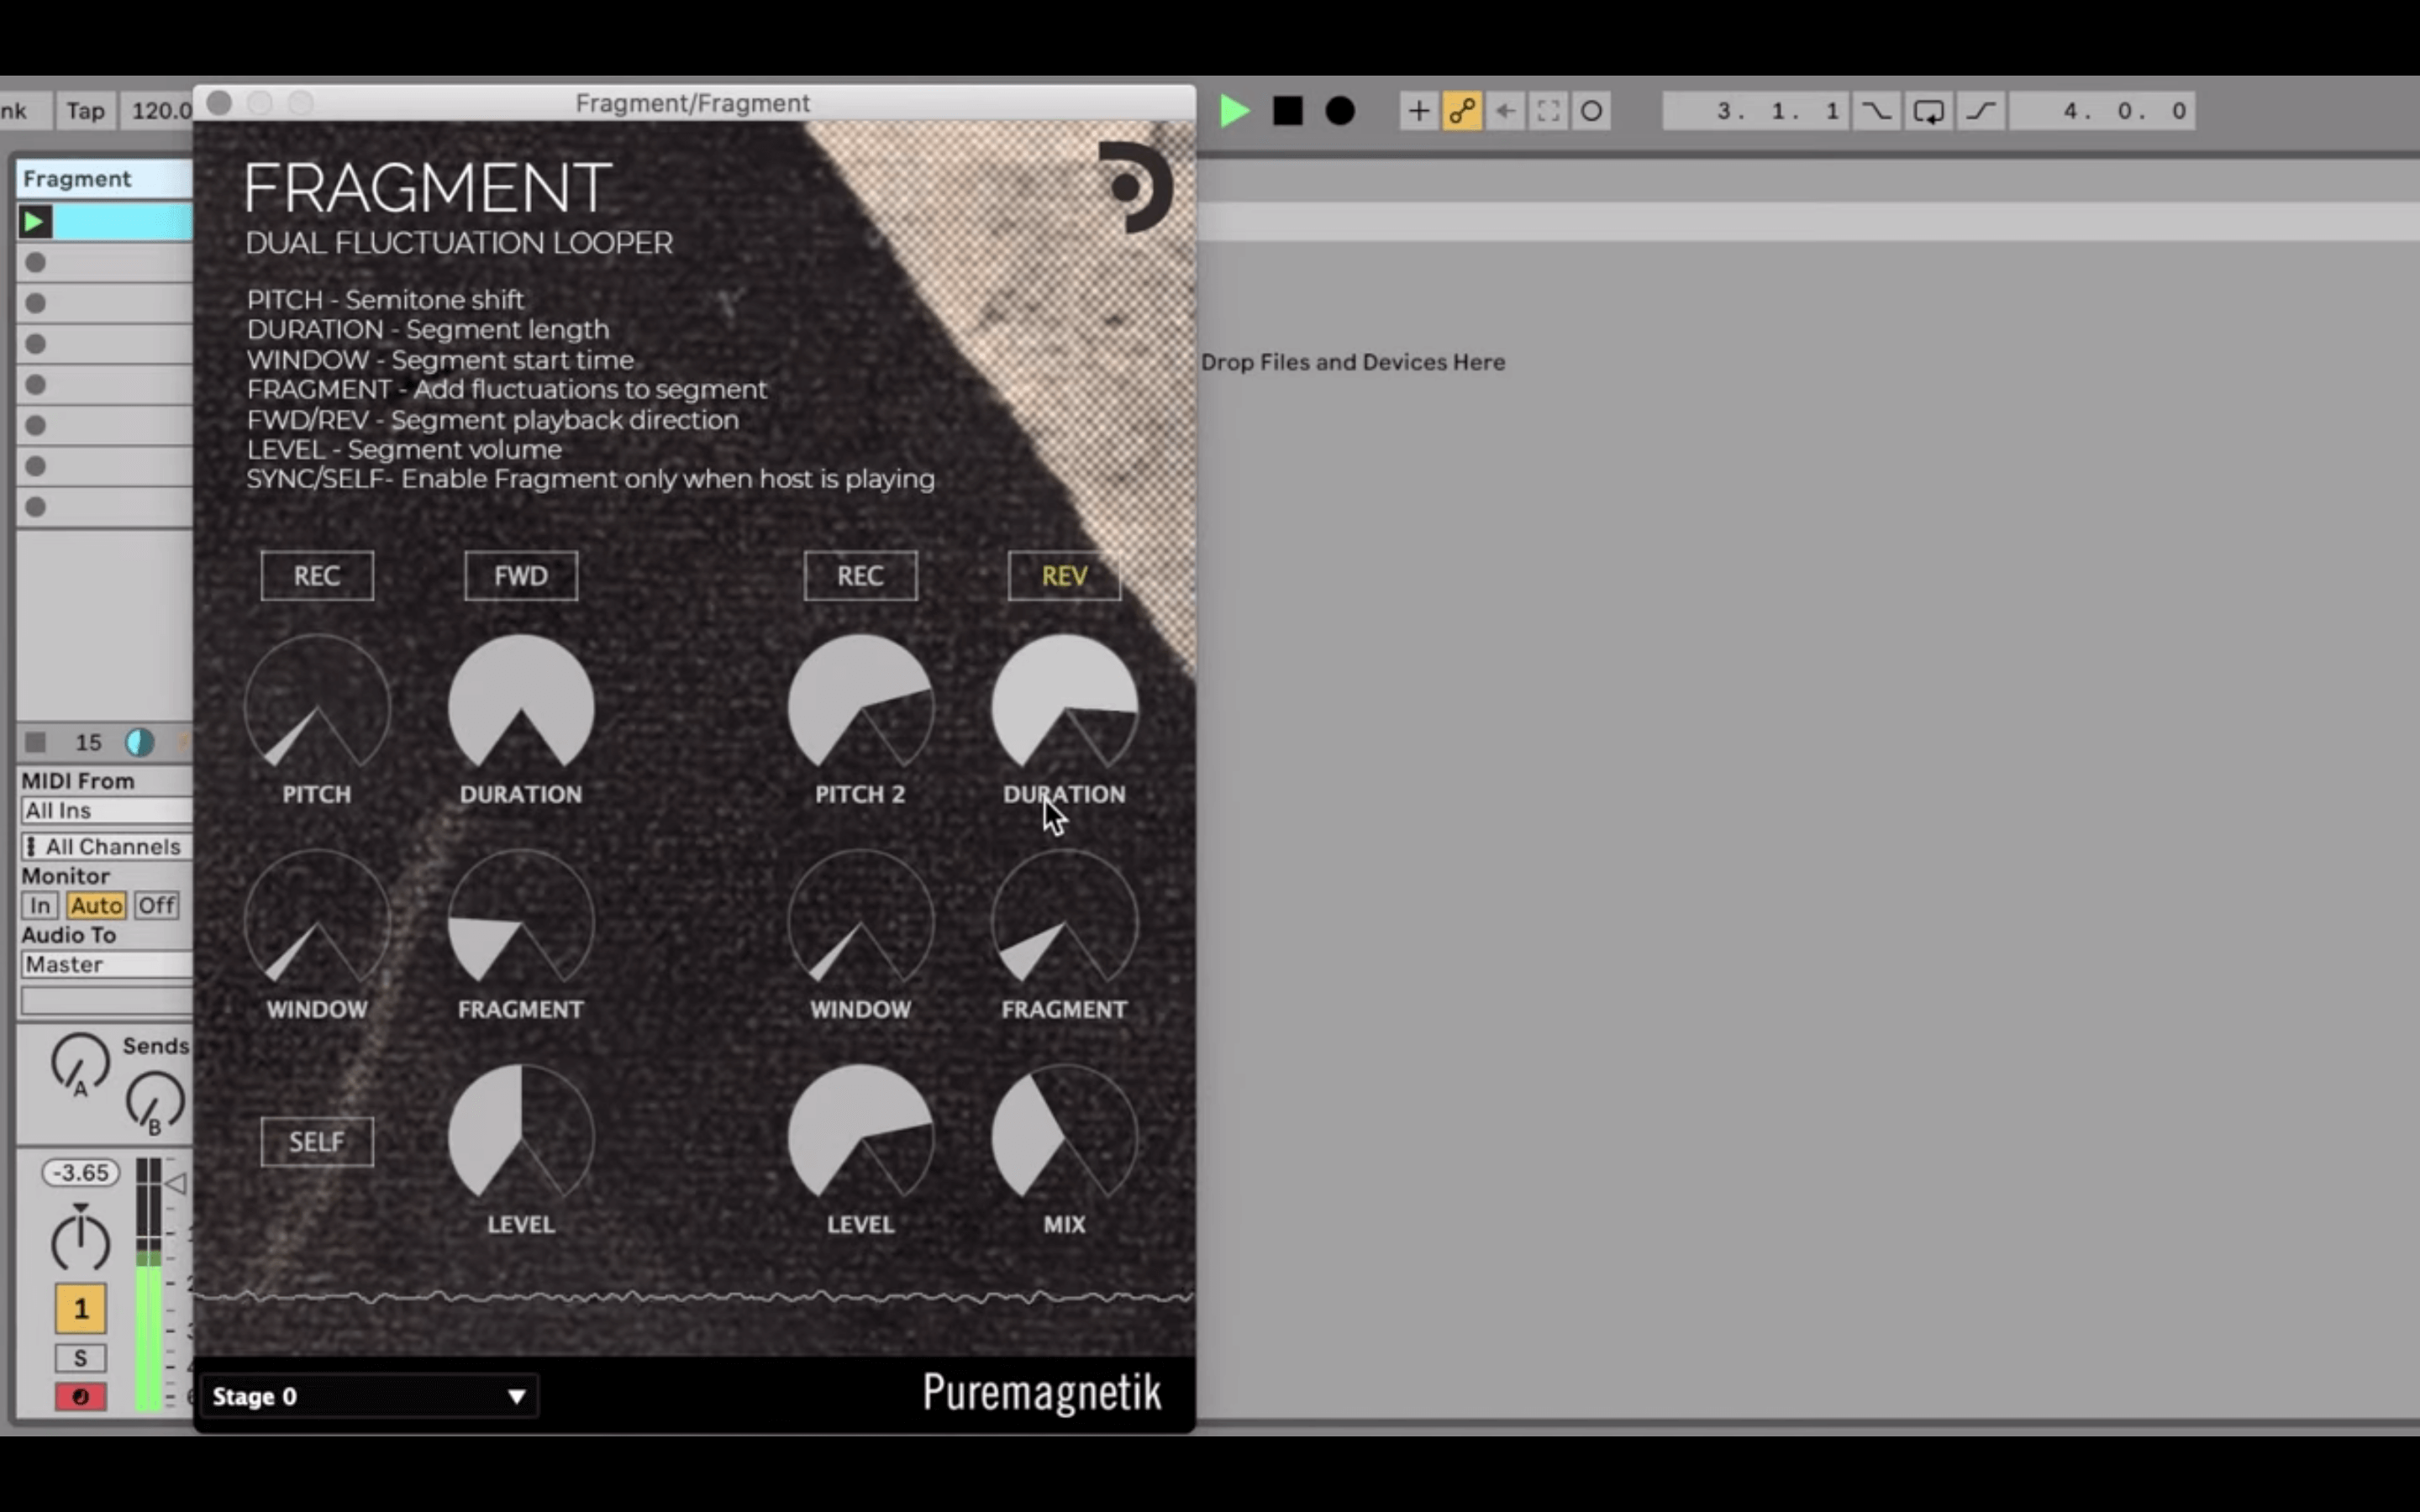 nk Tap 120.0
Fragment/Fragment
3. 1. 1
4. 0. 0
Fragment
FRAGMENT
DUAL FLUCTUATION LOOPER
PITCH - Semitone shift
DURATION - Segment length
WINDOW - Segment start time
FRAGMENT - Add fluctuations to segment
FWD/REV - Segment playback direction
LEVEL - Segment volume
SYNC/SELF- Enable Fragment only when host is playing
Drop Files and Devices Here
REC FWD REC REV
PITCH DURATION PITCH 2 DURATION
WINDOW FRAGMENT WINDOW FRAGMENT
SELF
LEVEL LEVEL MIX
15
MIDI From
All Ins
All Channels
Monitor
In Auto Off
Audio To
Master
Sends
A
B
-3.65
1
S
Stage 0
Puremagnetik